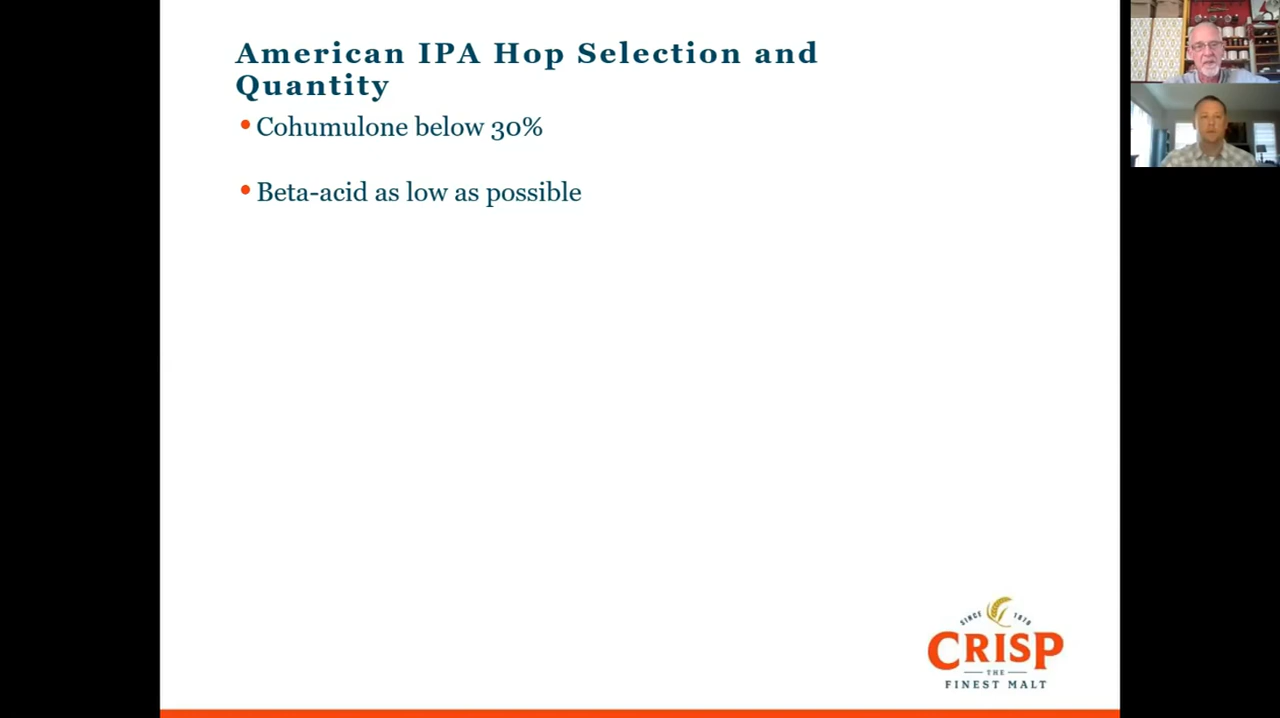 American IPA Hop Selection and
Quantity
• Cohumulone below 30%
• Beta-acid as low as possible
SINCE 1870
CRISP
THE
FINEST MALT